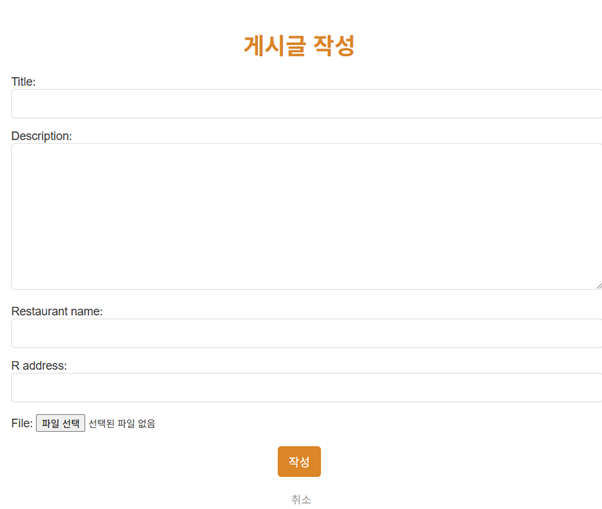 게시글 작성
Title:
Description:
Restaurant name:
R address:
File: 파일 선택 선택된 파일 없음
작성
취소